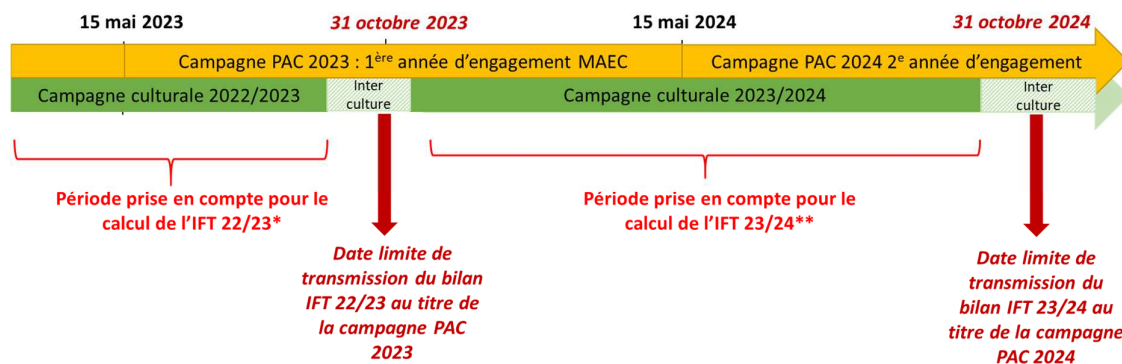 15 mai 2023
31 octobre 2023
15 mai 2024
31 octobre 2024
Campagne PAC 2023 : 1ère année d'engagement MAEC
Campagne PAC 2024 2e année d'engagement
Campagne culturale 2022/2023
Inter
culture
Campagne culturale 2023/2024
Inter
culture
Période prise en compte pour le
calcul de l'IFT 22/23*
Période prise en compte pour le
calcul de l'IFT 23/24**
Date limite de
transmission du bilan
IFT 22/23 au titre de
la campagne PAC
2023
Date limite de
transmission du
bilan IFT 23/24 au
titre de la campagne
PAC 2024